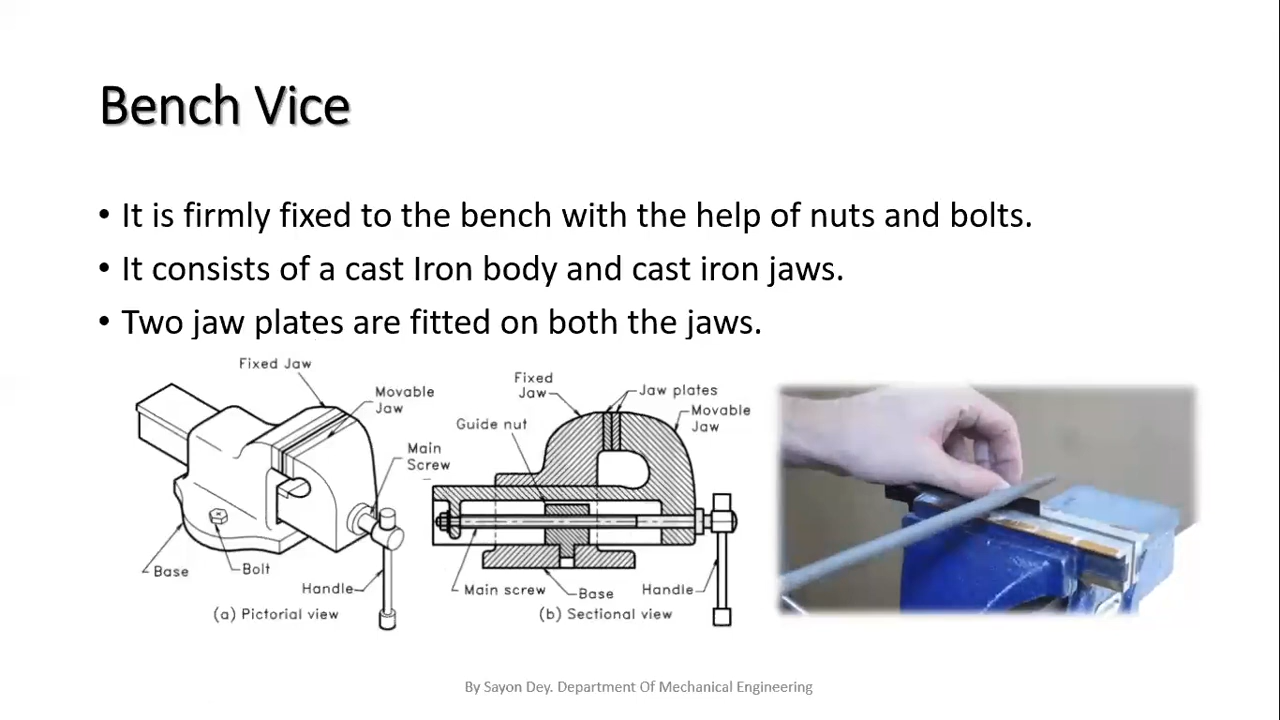 Bench Vice
• It is firmly fixed to the bench with the help of nuts and bolts.
• It consists of a cast Iron body and cast iron jaws.
• Two jaw plates are fitted on both the jaws.
Fixed Jaw
Movable
Jaw
Main
Screw
Base
Bolt
Handle
(a) Pictorial view
Fixed
Jaw
Jaw plates
Movable
Jaw
Guide nut
Main screw
Base
Handle
(b) Sectional view
By Sayon Dey. Department Of Mechanical Engineering